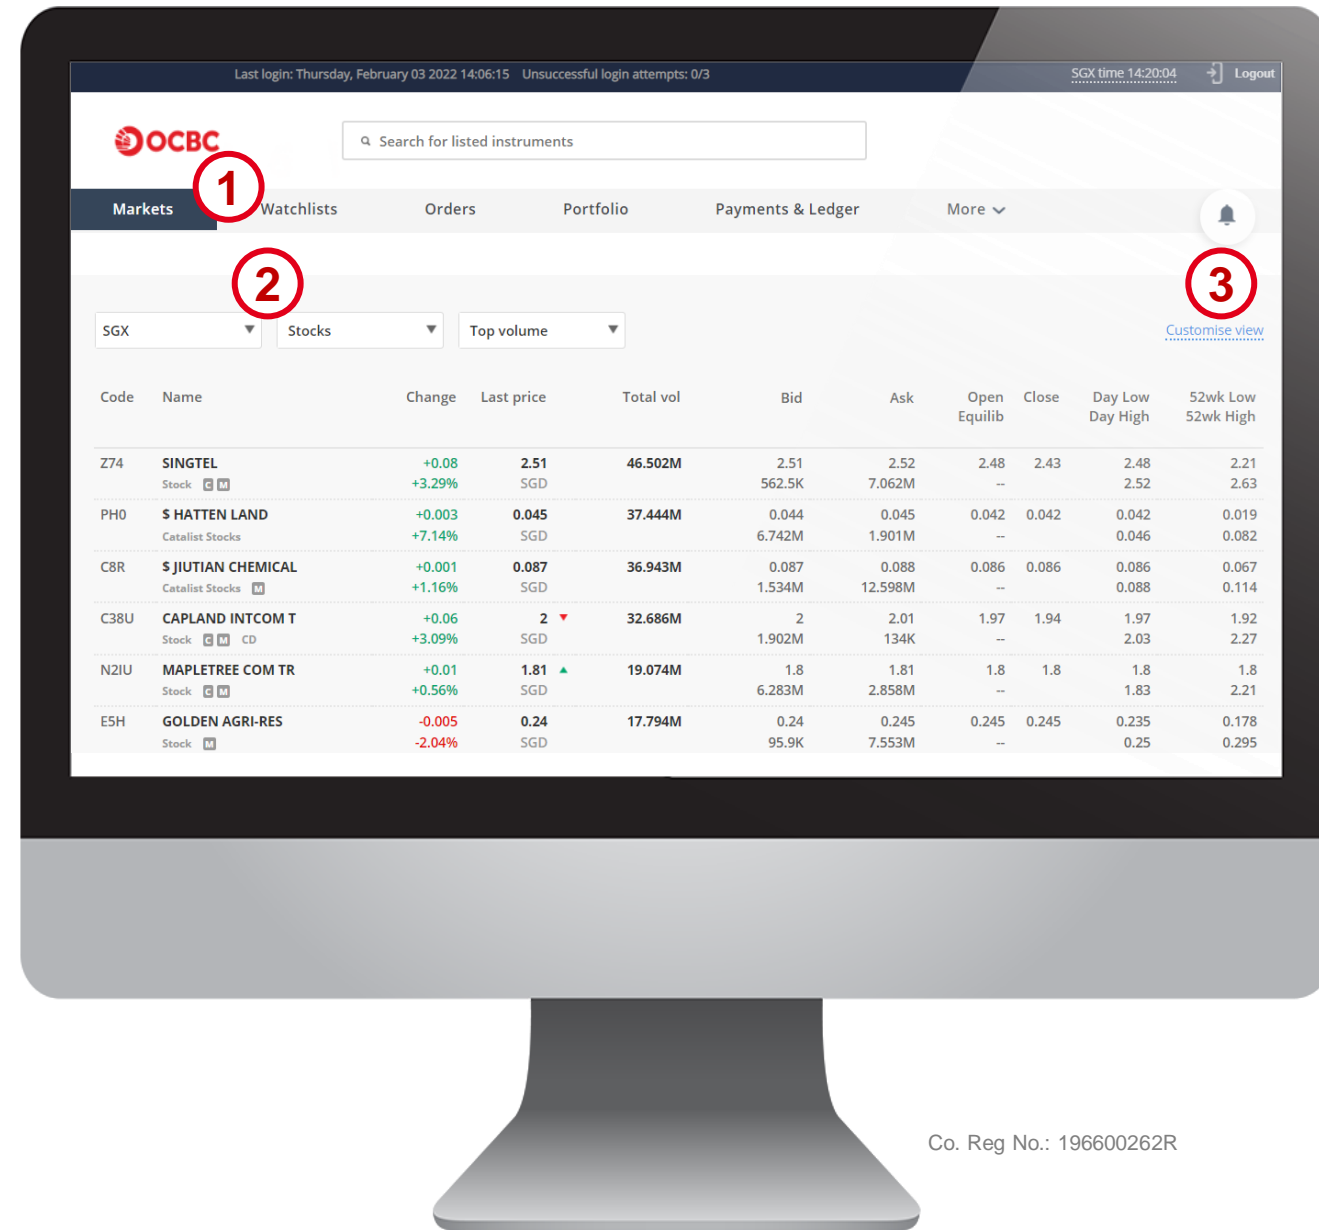 Last login: Thursday, February 03 2022 14:06:15 Unsuccessful login attempts: 0/3 SGX time 14:20:04 Logout
OCBC Search for listed instruments
1
Markets Watchlists Orders Portfolio Payments & Ledger More
2 3
SGX Stocks Top volume Customise view
Code Name Change Last price Total vol Bid Ask Open Close Day Low 52wk Low
Equilib Day High 52wk High
Z74 SINGTEL +0.08 2.51 46.502M 2.51 2.52 2.48 2.43 2.48 2.21
Stock C M +3.29% SGD 562.5K 7.062M -- 2.52 2.63
PH0 $ HATTEN LAND +0.003 0.045 37.444M 0.044 0.045 0.042 0.042 0.042 0.019
Catalist Stocks +7.14% SGD 6.742M 1.901M -- 0.046 0.082
C8R $ JIUTIAN CHEMICAL +0.001 0.087 36.943M 0.087 0.088 0.086 0.086 0.086 0.067
Catalist Stocks M +1.16% SGD 1.534M 12.598M -- 0.088 0.114
C38U CAPLAND INTCOM T +0.06 2 32.686M 2 2.01 1.97 1.94 1.97 1.92
Stock C M CD +3.09% SGD 1.902M 134K -- 2.03 2.27
N2IU MAPLETREE COM TR +0.01 1.81 19.074M 1.8 1.81 1.8 1.8 1.8 1.8
Stock C M +0.56% SGD 6.283M 2.858M -- 1.83 2.21
E5H GOLDEN AGRI-RES -0.005 0.24 17.794M 0.24 0.245 0.245 0.245 0.235 0.178
Stock M -2.04% SGD 95.9K 7.553M -- 0.25 0.295
Co. Reg No.: 196600262R